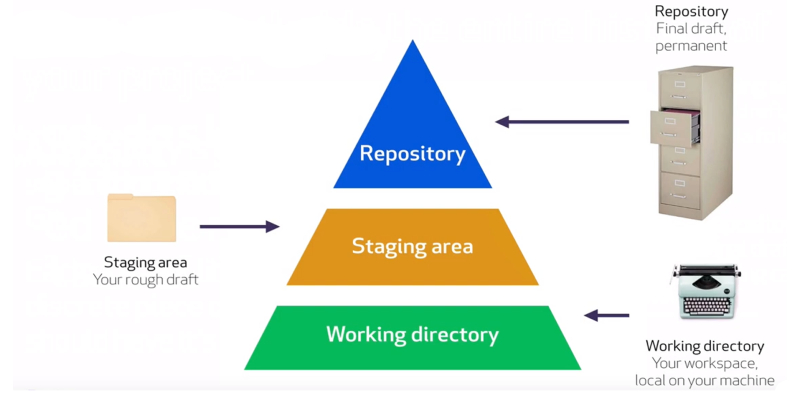 Repository
Final draft,
permanent
Repository
Staging area
Staging area
Your rough draft
Working directory
Working directory
Your workspace,
local on your machine